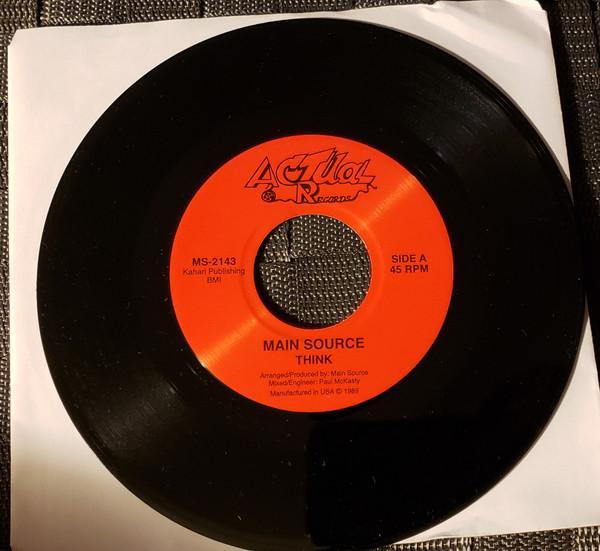 ACTUAL
RECORDS
MS-2143
Kahari Publishing
BMI
SIDE A
45 RPM
MAIN SOURCE
THINK
Arranged/Produced by: Main Source
Mixed/Engineer: Paul McKasty
Manufactured in USA © 1989